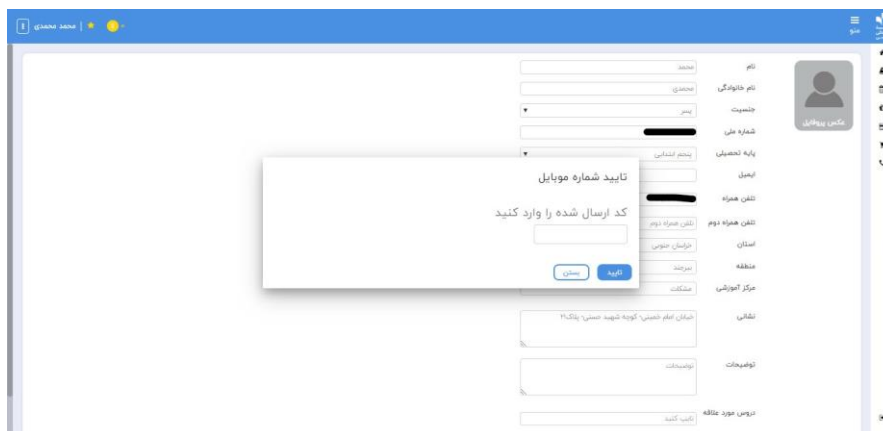 منو
محمد محمدی
عکس پروفایل
نام
محمد
نام خانوادگی
محمدی
جنسیت
پسر
شماره ملی
پایه تحصیلی
پنجم ابتدایی
ایمیل
تلفن همراه
تلفن همراه دوم
تلفن همراه دوم
استان
خراسان جنوبی
منطقه
بیرجند
مرکز آموزشی
مشکات
نشانی
خیابان امام خمینی- کوچه شهید حسنی- پلاک۲۱
توضیحات
توضیحات
دروس مورد علاقه
تایپ کنید
تایید شماره موبایل
کد ارسال شده را وارد کنید
تایید
بستن